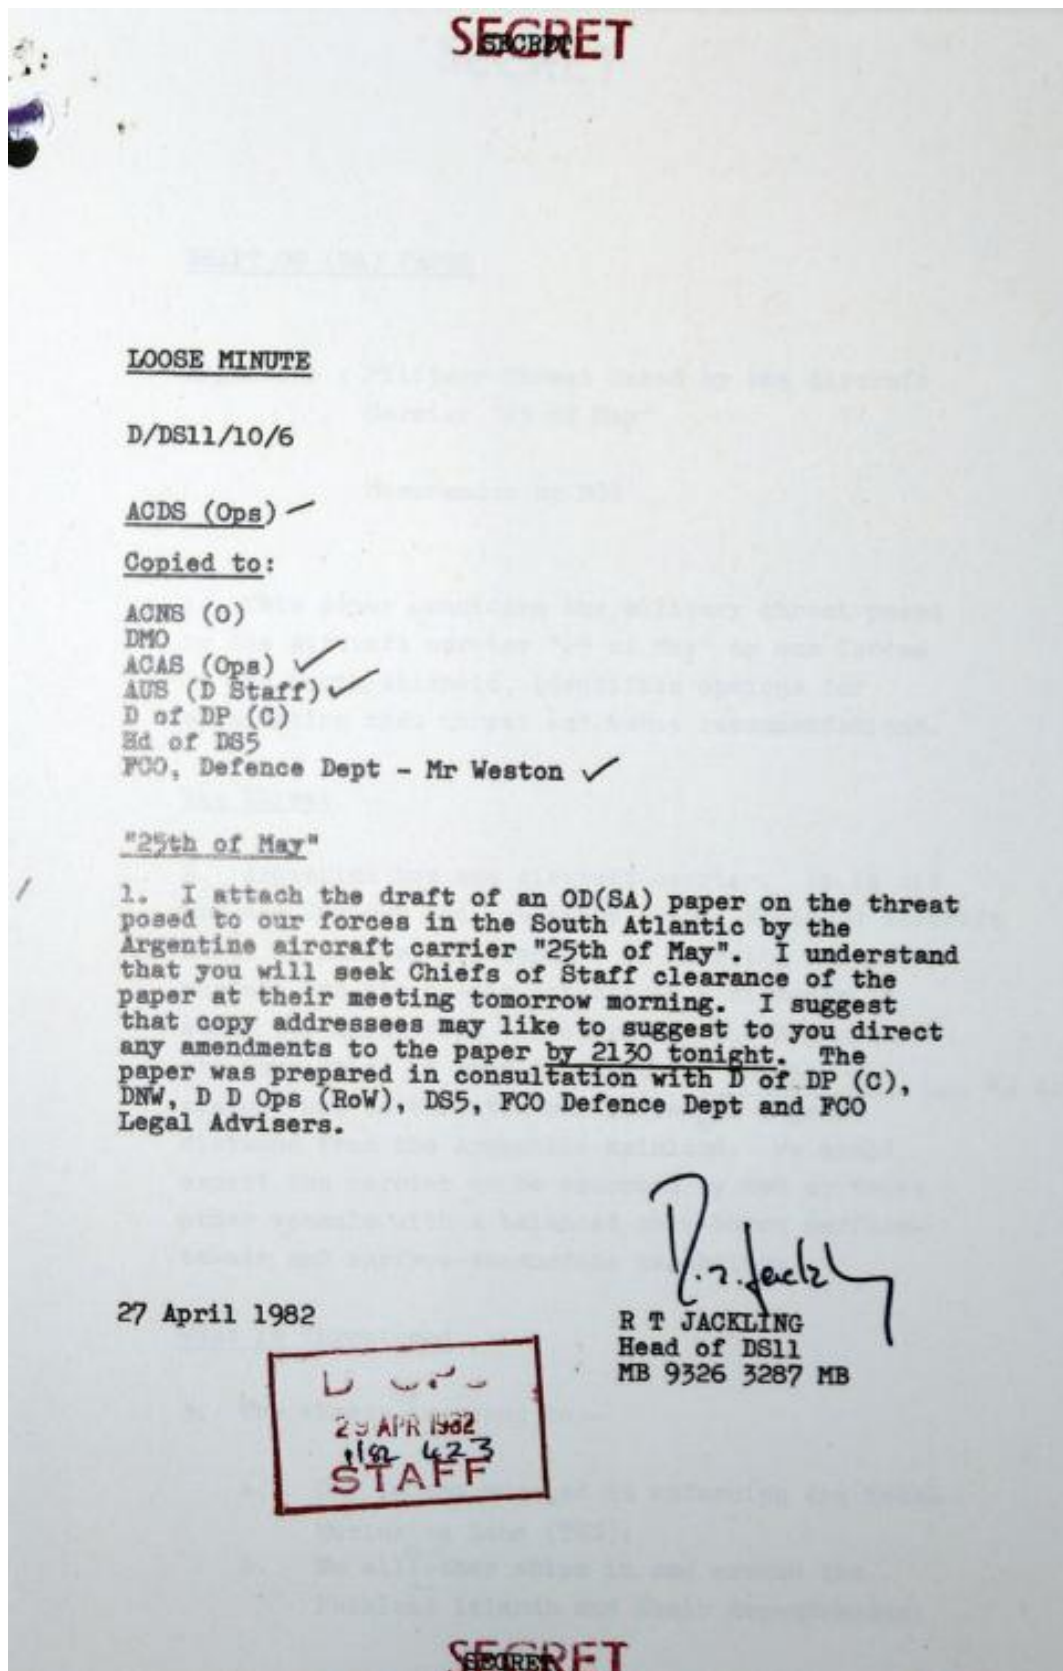 SECRET
SECRET
LOOSE MINUTE
D/DS11/10/6
ACDS (Ops)
Copied to:
ACNS (O)
DMO
ACAS (Ops)
AUS (D Staff)
D of DP (C)
Hd of DS5
FCO, Defence Dept - Mr Weston
"25th of May"
1. I attach the draft of an OD(SA) paper on the threat
posed to our forces in the South Atlantic by the
Argentine aircraft carrier "25th of May". I understand
that you will seek Chiefs of Staff clearance of the
paper at their meeting tomorrow morning. I suggest
that copy addressees may like to suggest to you direct
any amendments to the paper by 2130 tonight. The
paper was prepared in consultation with D of DP (C),
DNW, D D Ops (RoW), DS5, FCO Defence Dept and FCO
Legal Advisers.
27 April 1982
R T JACKLING
Head of DS11
MB 9326 3287 MB
29 APR 1982
423
STAFF
SECRET
SECRET